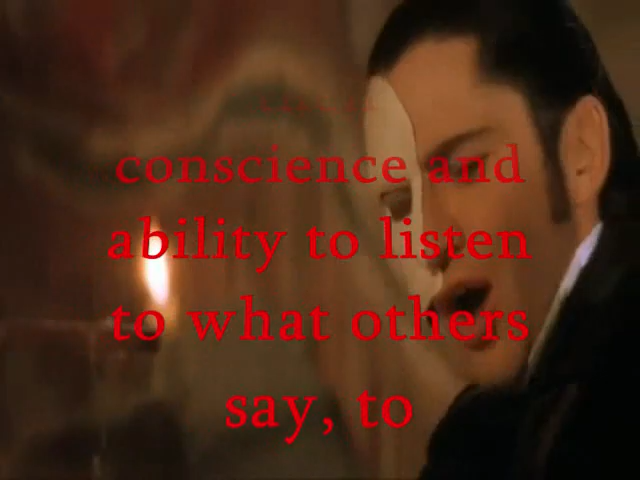 conscience and
ability to listen
to what others
say, to